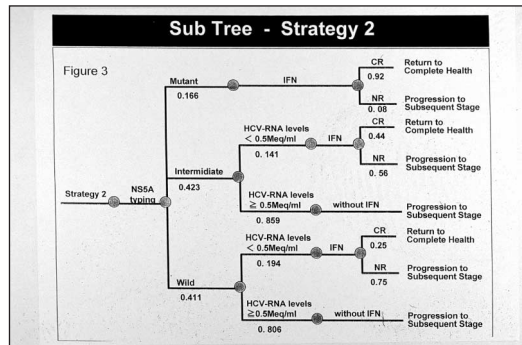 Sub Tree - Strategy 2
Figure 3
Mutant
0.166
IFN
CR
0.92
Return to
Complete Health
NR
0. 08
Progression to
Subsequent Stage
Strategy 2
NS5A
typing
Intermidiate
0.423
HCV-RNA levels
< 0.5Meq/ml
0. 141
IFN
CR
0.44
Return to
Complete Health
NR
0. 56
Progression to
Subsequent Stage
HCV-RNA levels
≧ 0.5Meq/ml
0. 859
without IFN
Progression to
Subsequent Stage
Wild
0.411
HCV-RNA levels
< 0.5Meq/ml
0. 194
IFN
CR
0.25
Return to
Complete Health
NR
0.75
Progression to
Subsequent Stage
HCV-RNA levels
≧0.5Meq/ml
0. 806
without IFN
Progression to
Subsequent Stage